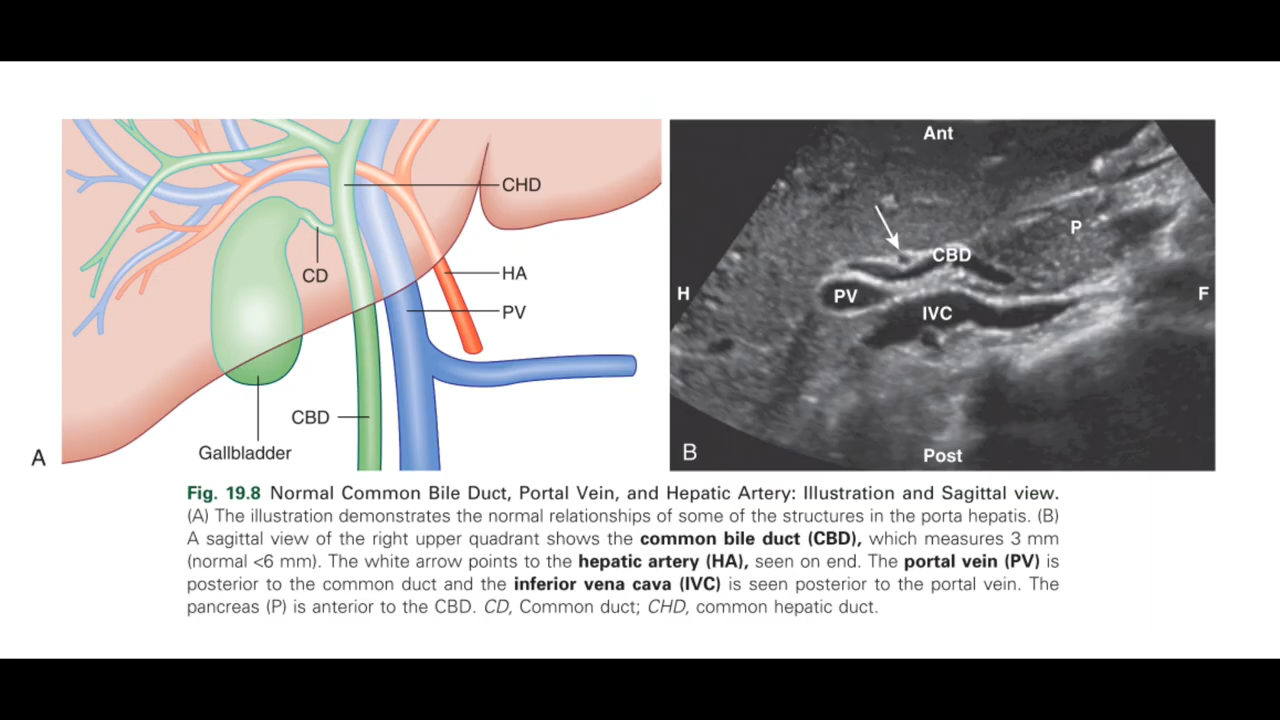 CHD
CD
HA
PV
CBD
Gallbladder
A
Ant
P
CBD
H
PV
F
IVC
B
Post
Fig. 19.8 Normal Common Bile Duct, Portal Vein, and Hepatic Artery: Illustration and Sagittal view.
(A) The illustration demonstrates the normal relationships of some of the structures in the porta hepatis. (B)
A sagittal view of the right upper quadrant shows the common bile duct (CBD), which measures 3 mm
(normal <6 mm). The white arrow points to the hepatic artery (HA), seen on end. The portal vein (PV) is
posterior to the common duct and the inferior vena cava (IVC) is seen posterior to the portal vein. The
pancreas (P) is anterior to the CBD. CD, Common duct; CHD, common hepatic duct.